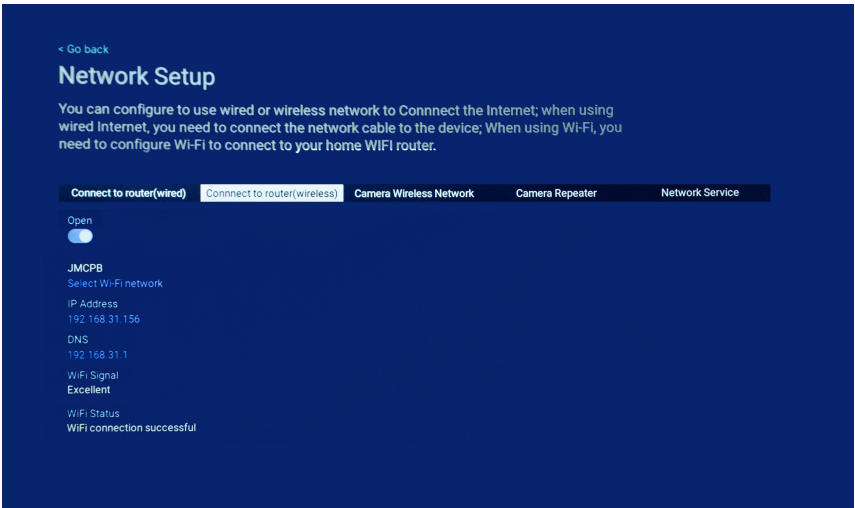 < Go back
Network Setup
You can configure to use wired or wireless network to Connnect the Internet; when using
wired Internet, you need to connect the network cable to the device; When using Wi-Fi, you
need to configure Wi-Fi to connect to your home WIFI router.
Connect to router(wired) Connnect to router(wireless) Camera Wireless Network Camera Repeater Network Service
Open
JMCPB
Select Wi-Fi network
IP Address
192.168.31.156
DNS
192.168.31.1
WiFi Signal
Excellent
WiFi Status
WiFi connection successful